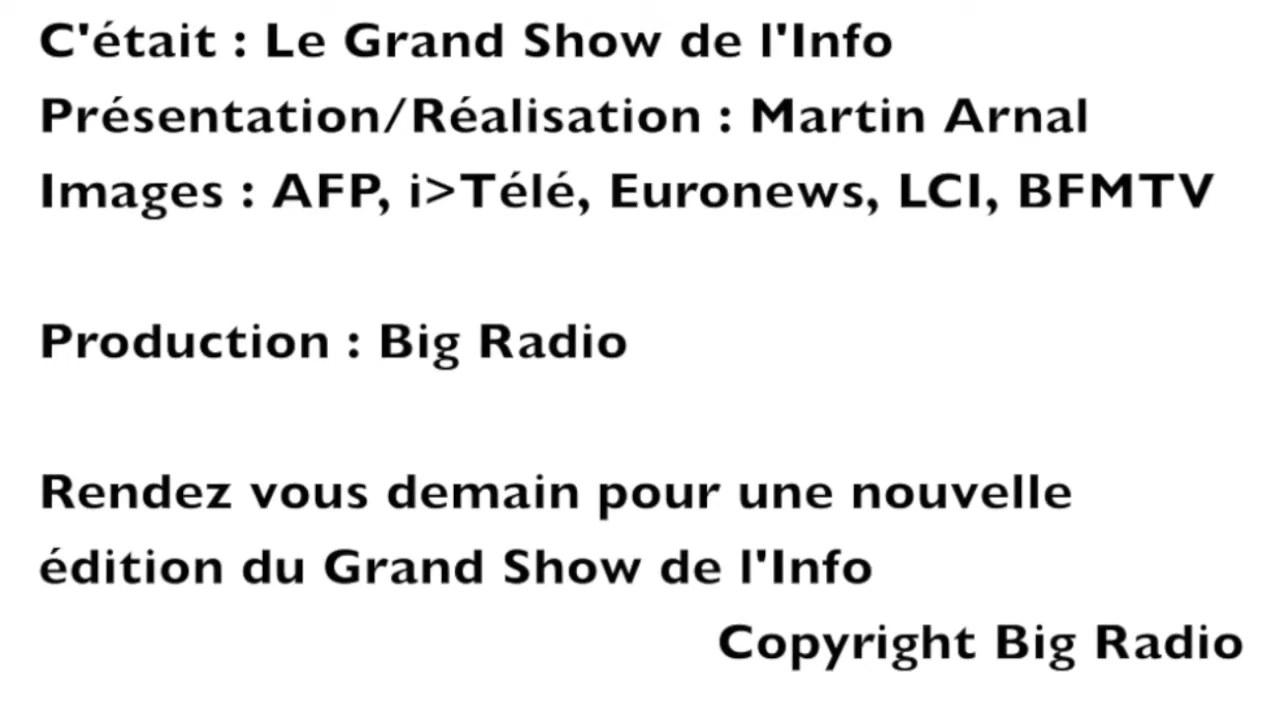 C'était : Le Grand Show de l'Info
Présentation/Réalisation : Martin Arnal
Images : AFP, i>Télé, Euronews, LCI, BFMTV
Production : Big Radio
Rendez vous demain pour une nouvelle
édition du Grand Show de l'Info
Copyright Big Radio